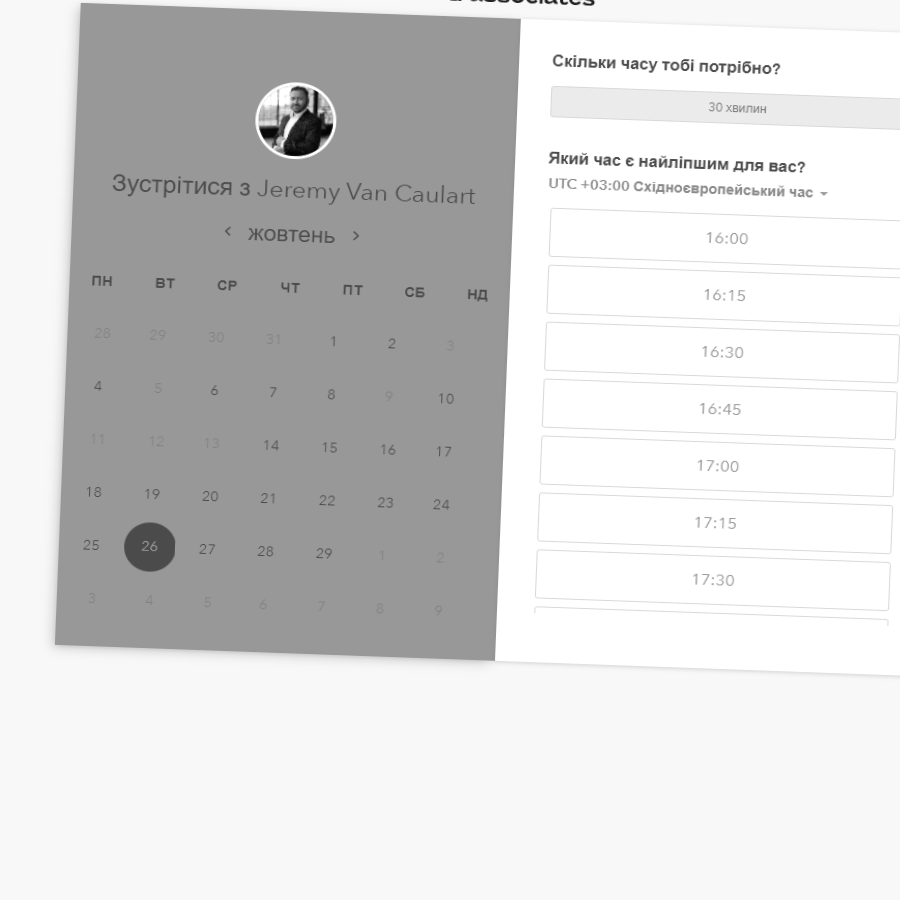 associates
Зустрітися з Jeremy Van Caulart
‹ жовтень ›
ПН ВТ СР ЧТ ПТ СБ НД
28 29 30 31 1 2 3
4 5 6 7 8 9 10
11 12 13 14 15 16 17
18 19 20 21 22 23 24
25 26 27 28 29 1 2
3 4 5 6 7 8 9
Скільки часу тобі потрібно?
30 хвилин
Який час є найліпшим для вас?
UTC +03:00 Східноєвропейський час
16:00
16:15
16:30
16:45
17:00
17:15
17:30